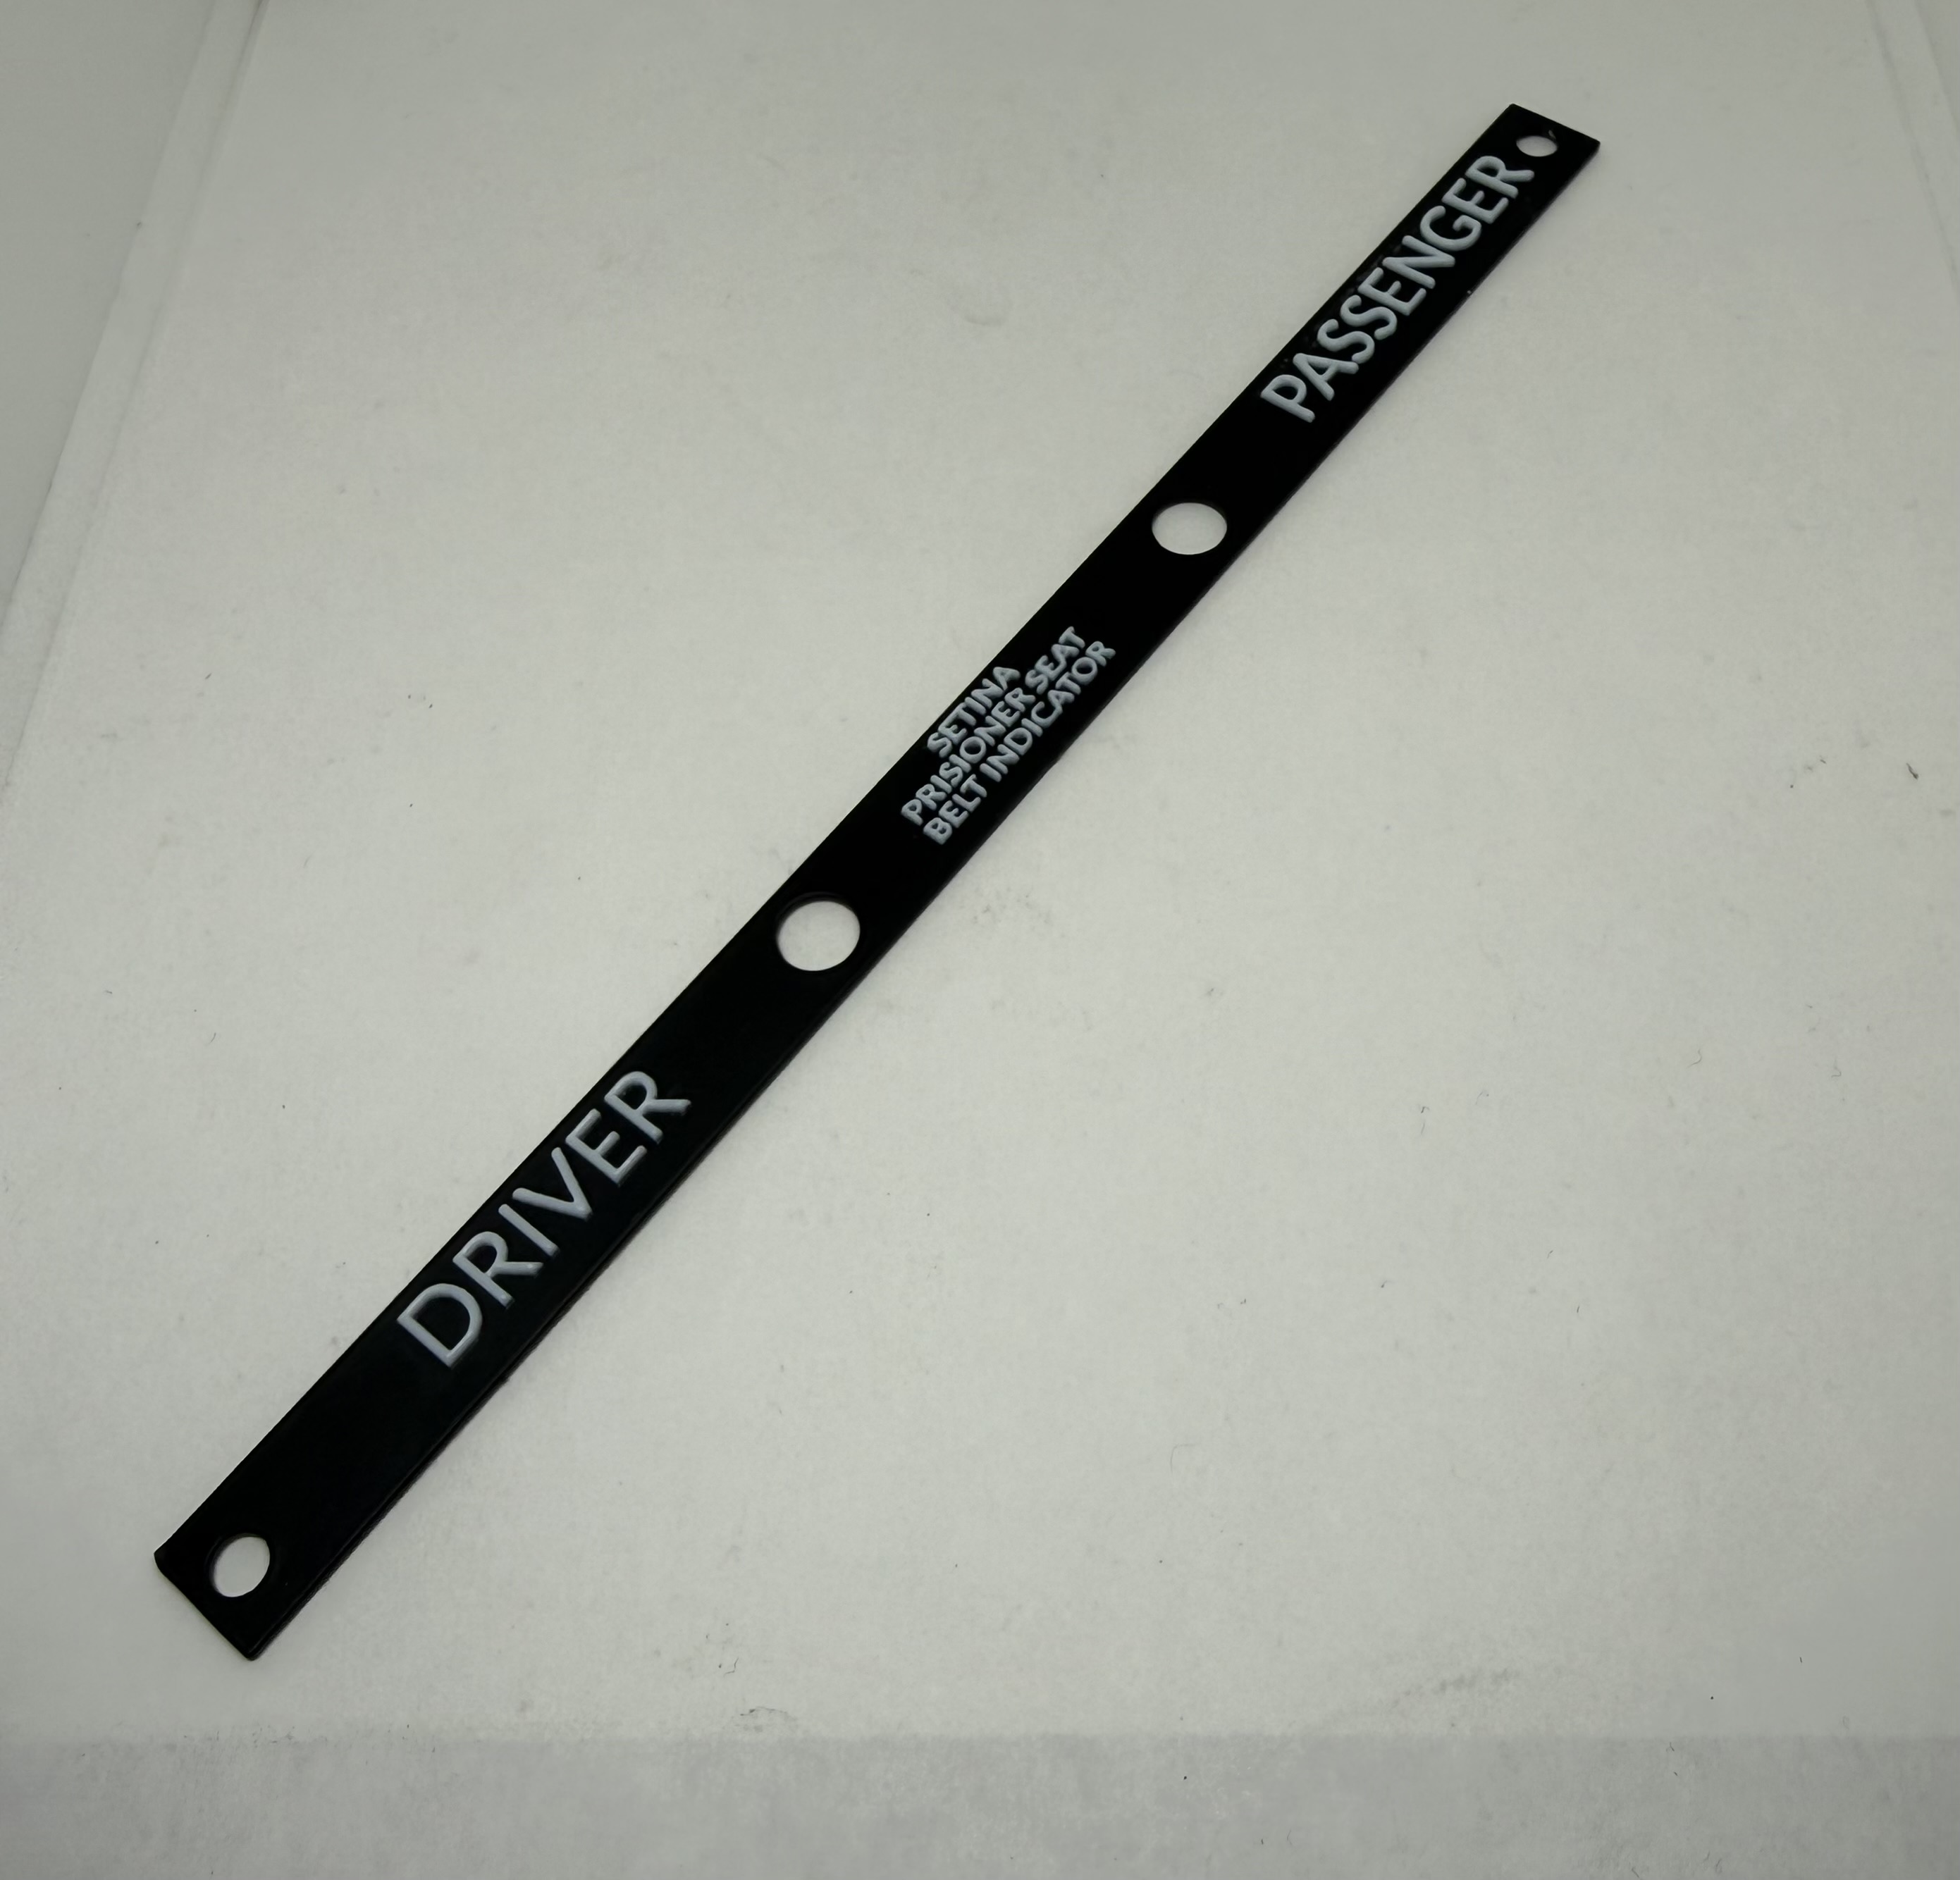 DRIVER
SETINA
PRISIONER SEAT
BELT INDICATOR
PASSENGER